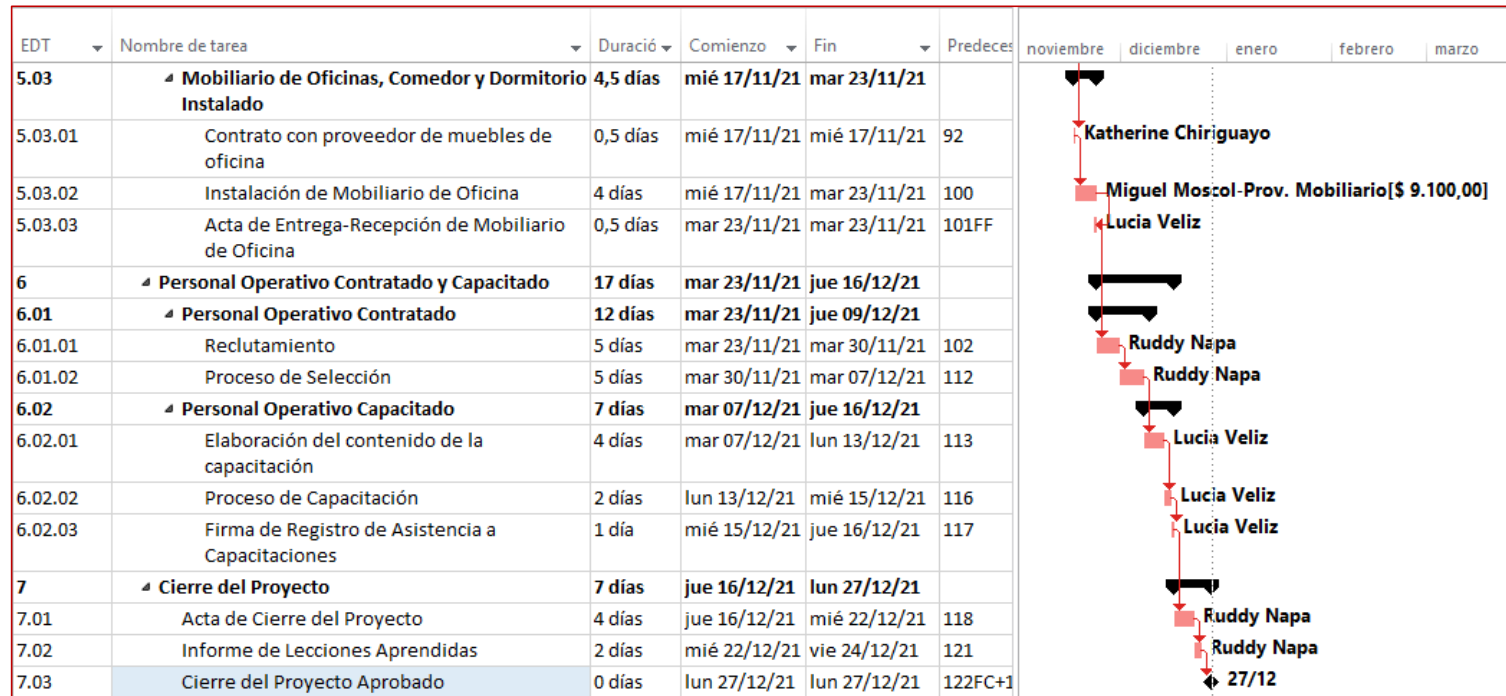 EDT Nombre de tarea Duració Comienzo Fin Predeces noviembre diciembre enero febrero marzo
5.03 Mobiliario de Oficinas, Comedor y Dormitorio 4,5 días mié 17/11/21 mar 23/11/21
Instalado
5.03.01 Contrato con proveedor de muebles de 0,5 días mié 17/11/21 mié 17/11/21 92 Katherine Chiriguayo
oficina
5.03.02 Instalación de Mobiliario de Oficina 4 días mié 17/11/21 mar 23/11/21 100 Miguel Moscol-Prov. Mobiliario[$ 9.100,00]
5.03.03 Acta de Entrega-Recepción de Mobiliario 0,5 días mar 23/11/21 mar 23/11/21 101FF Lucia Veliz
de Oficina
6 Personal Operativo Contratado y Capacitado 17 días mar 23/11/21 jue 16/12/21
6.01 Personal Operativo Contratado 12 días mar 23/11/21 jue 09/12/21
6.01.01 Reclutamiento 5 días mar 23/11/21 mar 30/11/21 102 Ruddy Napa
6.01.02 Proceso de Selección 5 días mar 30/11/21 mar 07/12/21 112 Ruddy Napa
6.02 Personal Operativo Capacitado 7 días mar 07/12/21 jue 16/12/21
6.02.01 Elaboración del contenido de la 4 días mar 07/12/21 lun 13/12/21 113 Lucia Veliz
capacitación
6.02.02 Proceso de Capacitación 2 días lun 13/12/21 mié 15/12/21 116 Lucia Veliz
6.02.03 Firma de Registro de Asistencia a 1 día mié 15/12/21 jue 16/12/21 117 Lucia Veliz
Capacitaciones
7 Cierre del Proyecto 7 días jue 16/12/21 lun 27/12/21
7.01 Acta de Cierre del Proyecto 4 días jue 16/12/21 mié 22/12/21 118 Ruddy Napa
7.02 Informe de Lecciones Aprendidas 2 días mié 22/12/21 vie 24/12/21 121 Ruddy Napa
7.03 Cierre del Proyecto Aprobado 0 días lun 27/12/21 lun 27/12/21 122FC+1 27/12